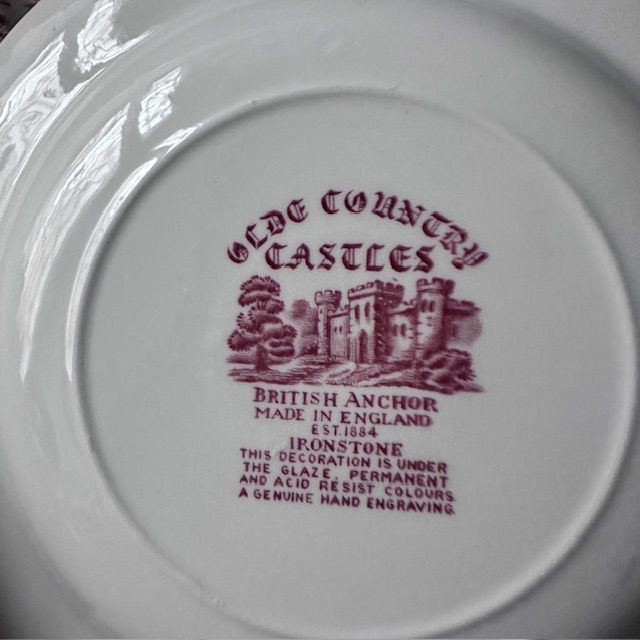 OLDE COUNTRY
CASTLES
BRITISH ANCHOR
MADE IN ENGLAND
EST.1884
IRONSTONE
THIS DECORATION IS UNDER
THE GLAZE, PERMANENT
AND ACID RESIST COLOURS
A GENUINE HAND ENGRAVING.